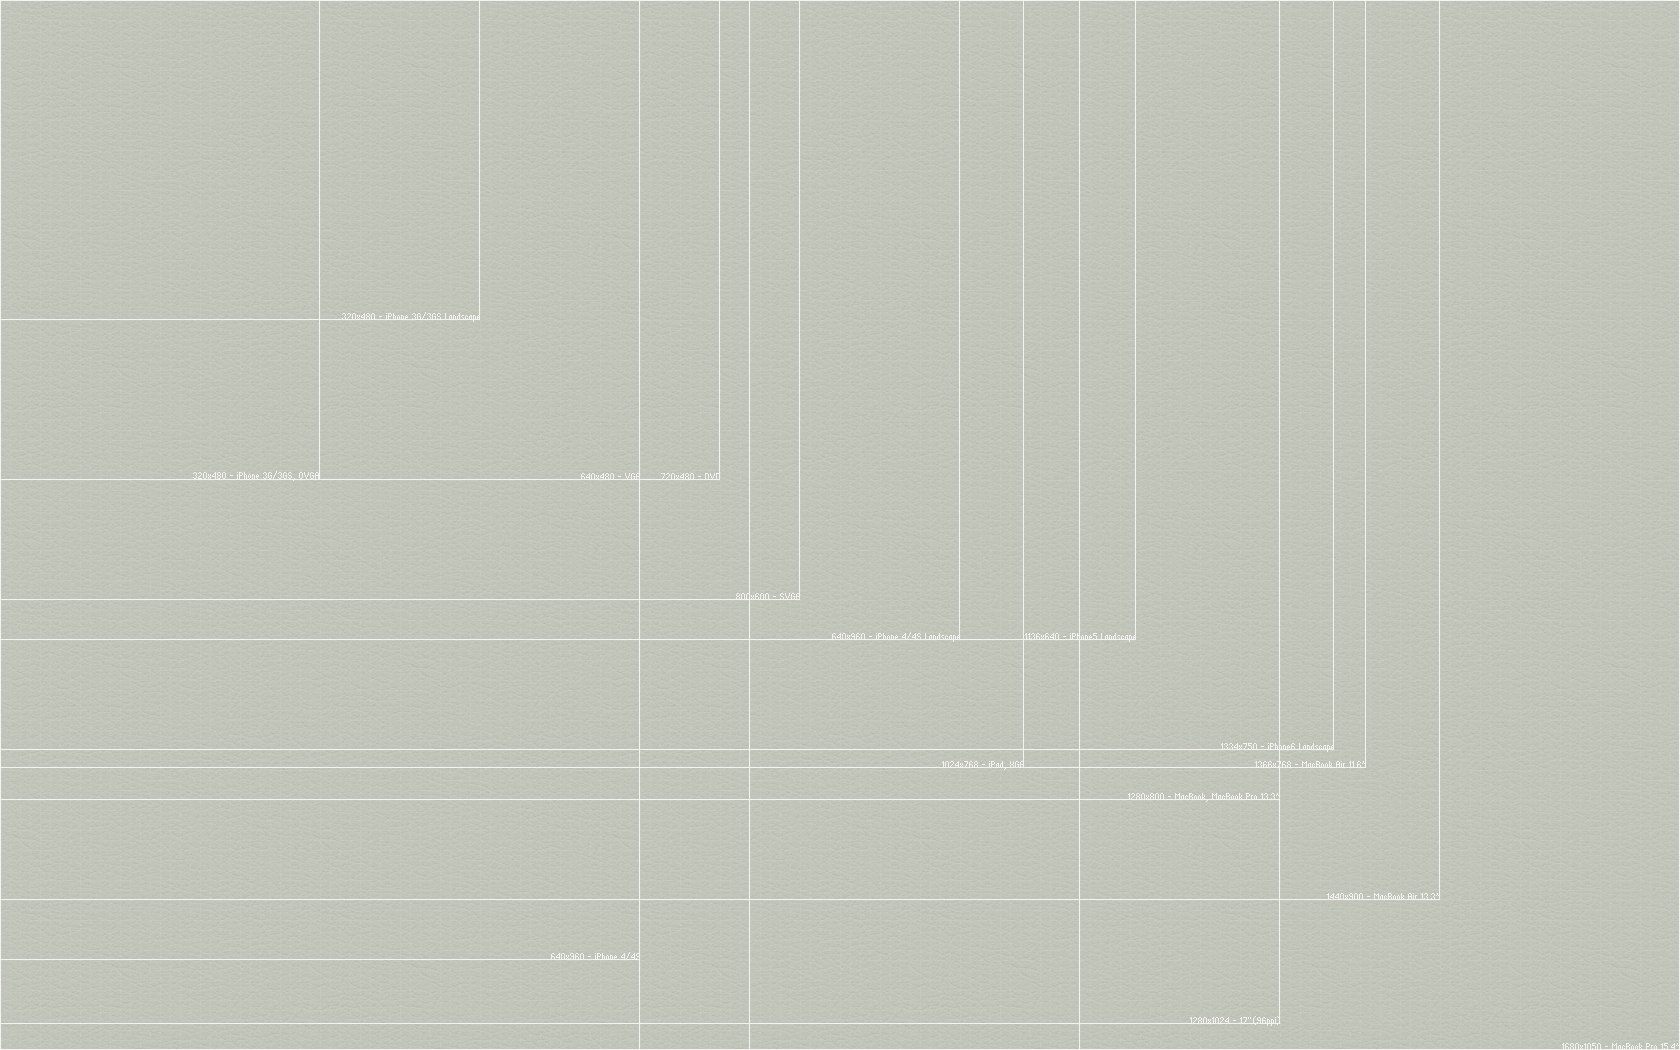 320x480 - iPhone 3G/3GS Landscape
320x480 - iPhone 3G/3GS, QVGA
640x480 - VGA
720x480 - DVD
800x600 - SVGA
640x960 - iPhone 4/4S Landscape
1136x640 - iPhone5 Landscape
1334x750 - iPhone6 Landscape
1024x768 - iPad, XGA
1366x768 - MacBook Air 11.6"
1280x800 - MacBook, MacBook Pro 13.3"
1440x900 - MacBook Air 13.3"
640x960 - iPhone 4/4S
1280x1024 - 17"(96ppi)
1680x1050 - MacBook Pro 15.4"